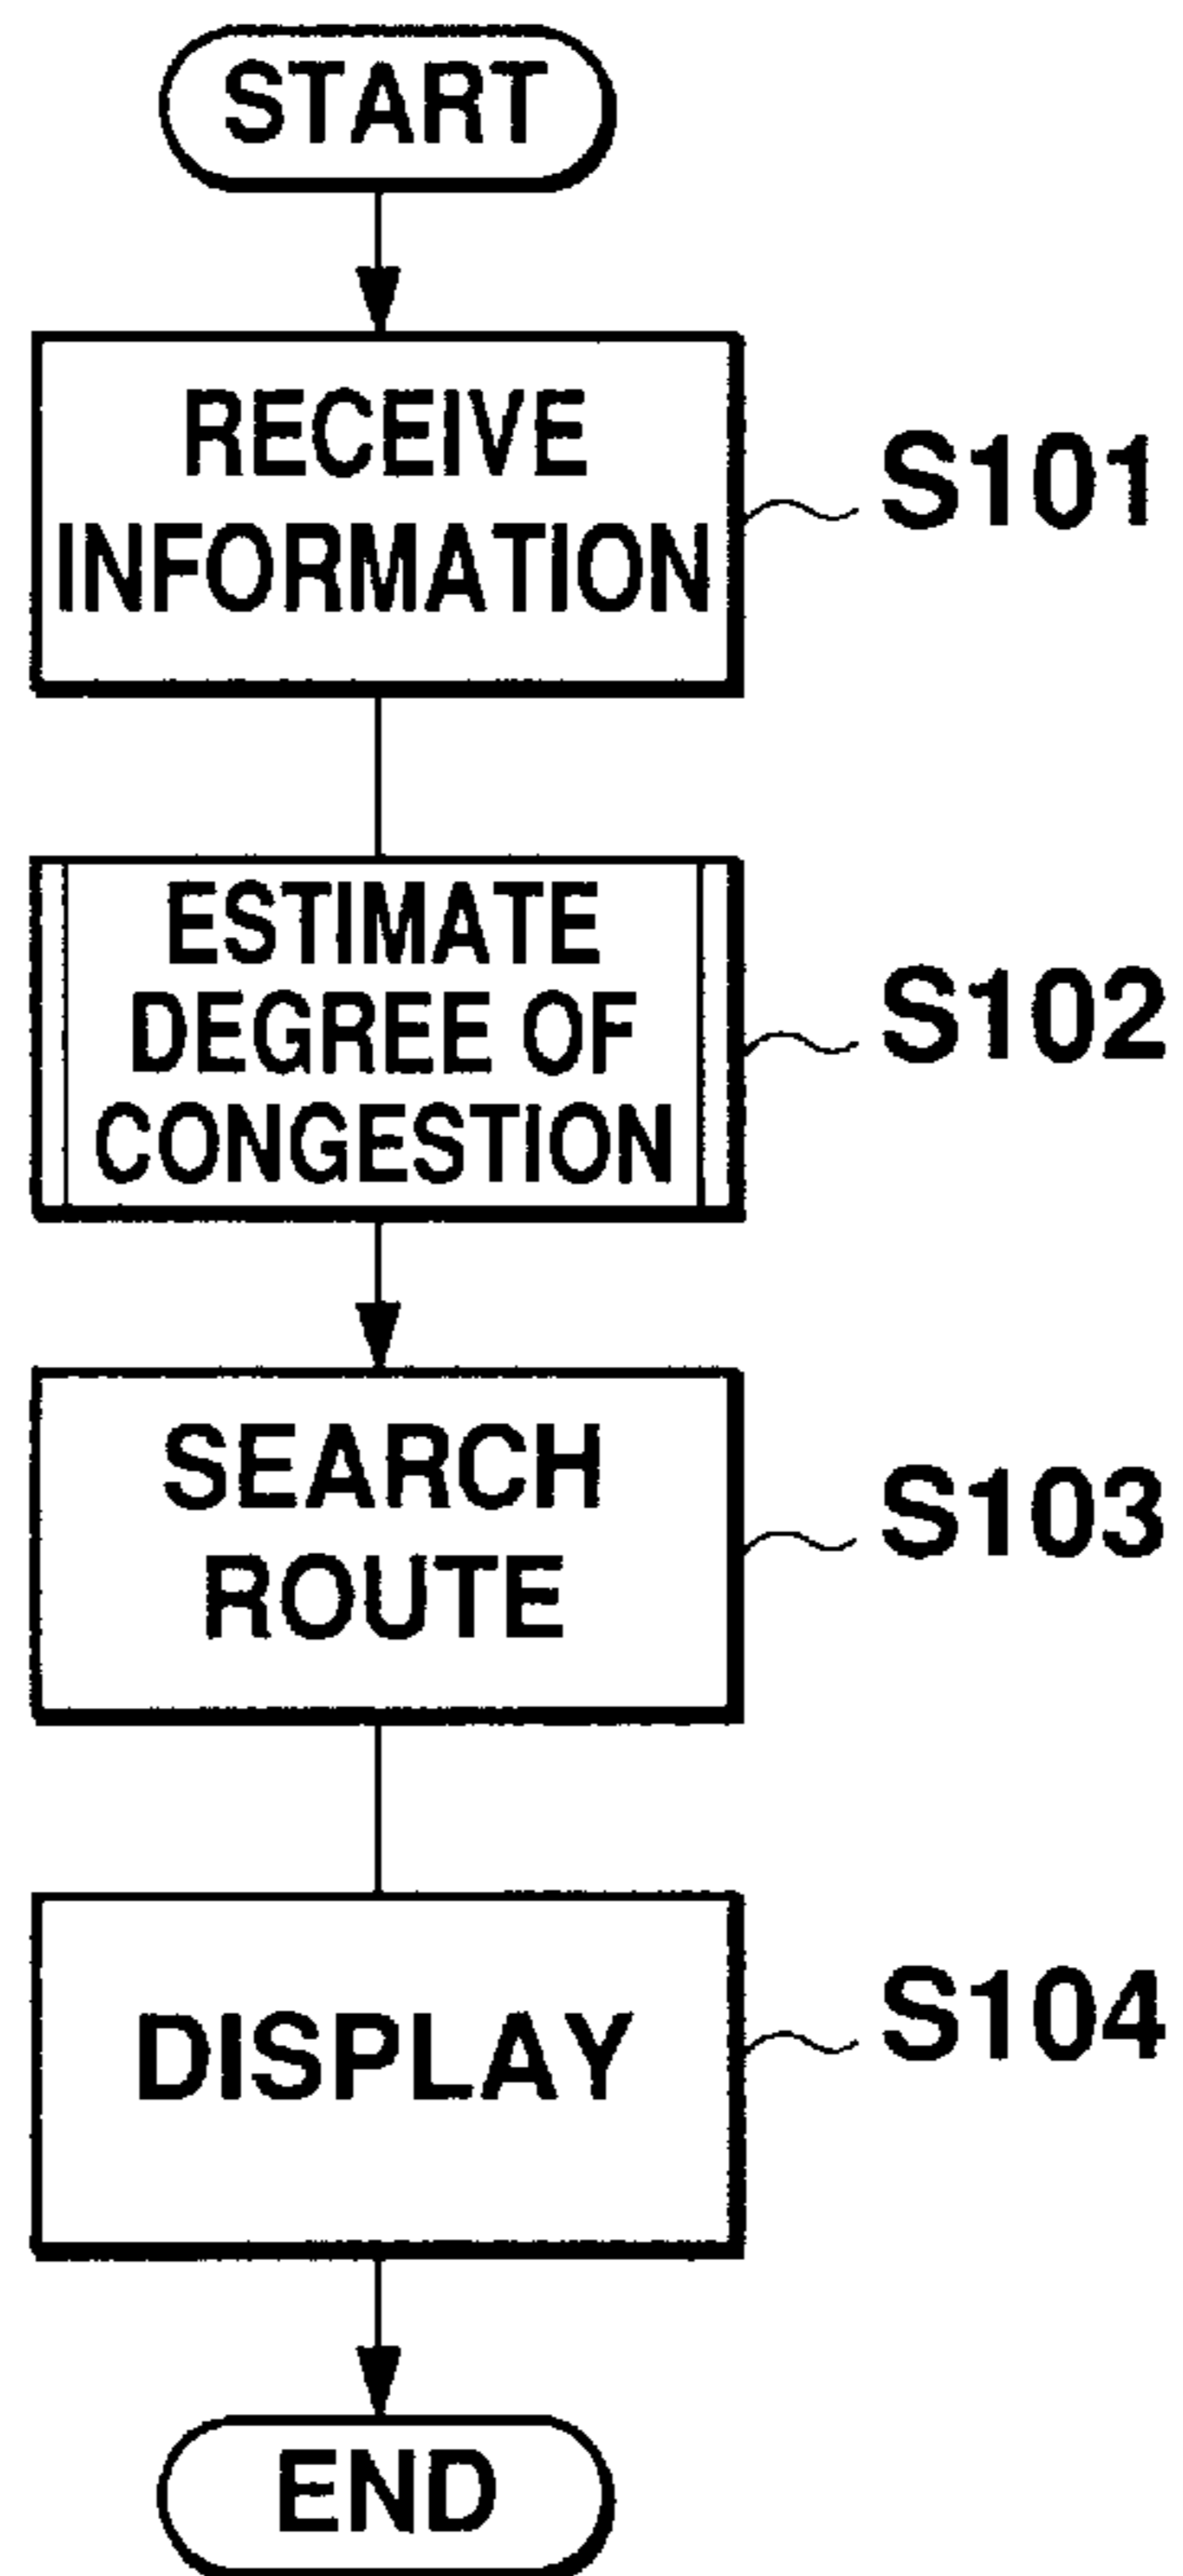 START
RECEIVE
INFORMATION
S101
ESTIMATE
DEGREE OF
CONGESTION
S102
SEARCH
ROUTE
S103
DISPLAY
S104
END